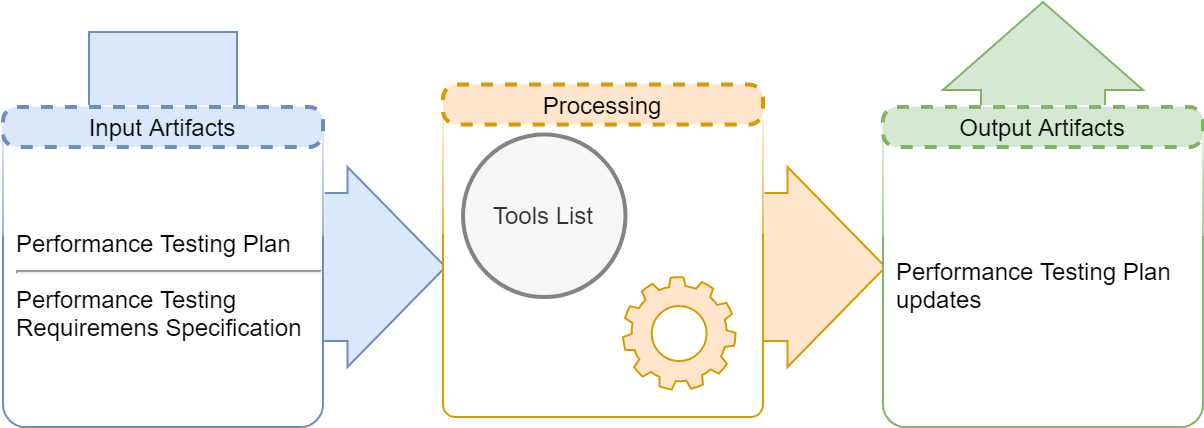 Input Artifacts
Performance Testing Plan
Performance Testing
Requiremens Specification
Processing
Tools List
Output Artifacts
Performance Testing Plan
updates